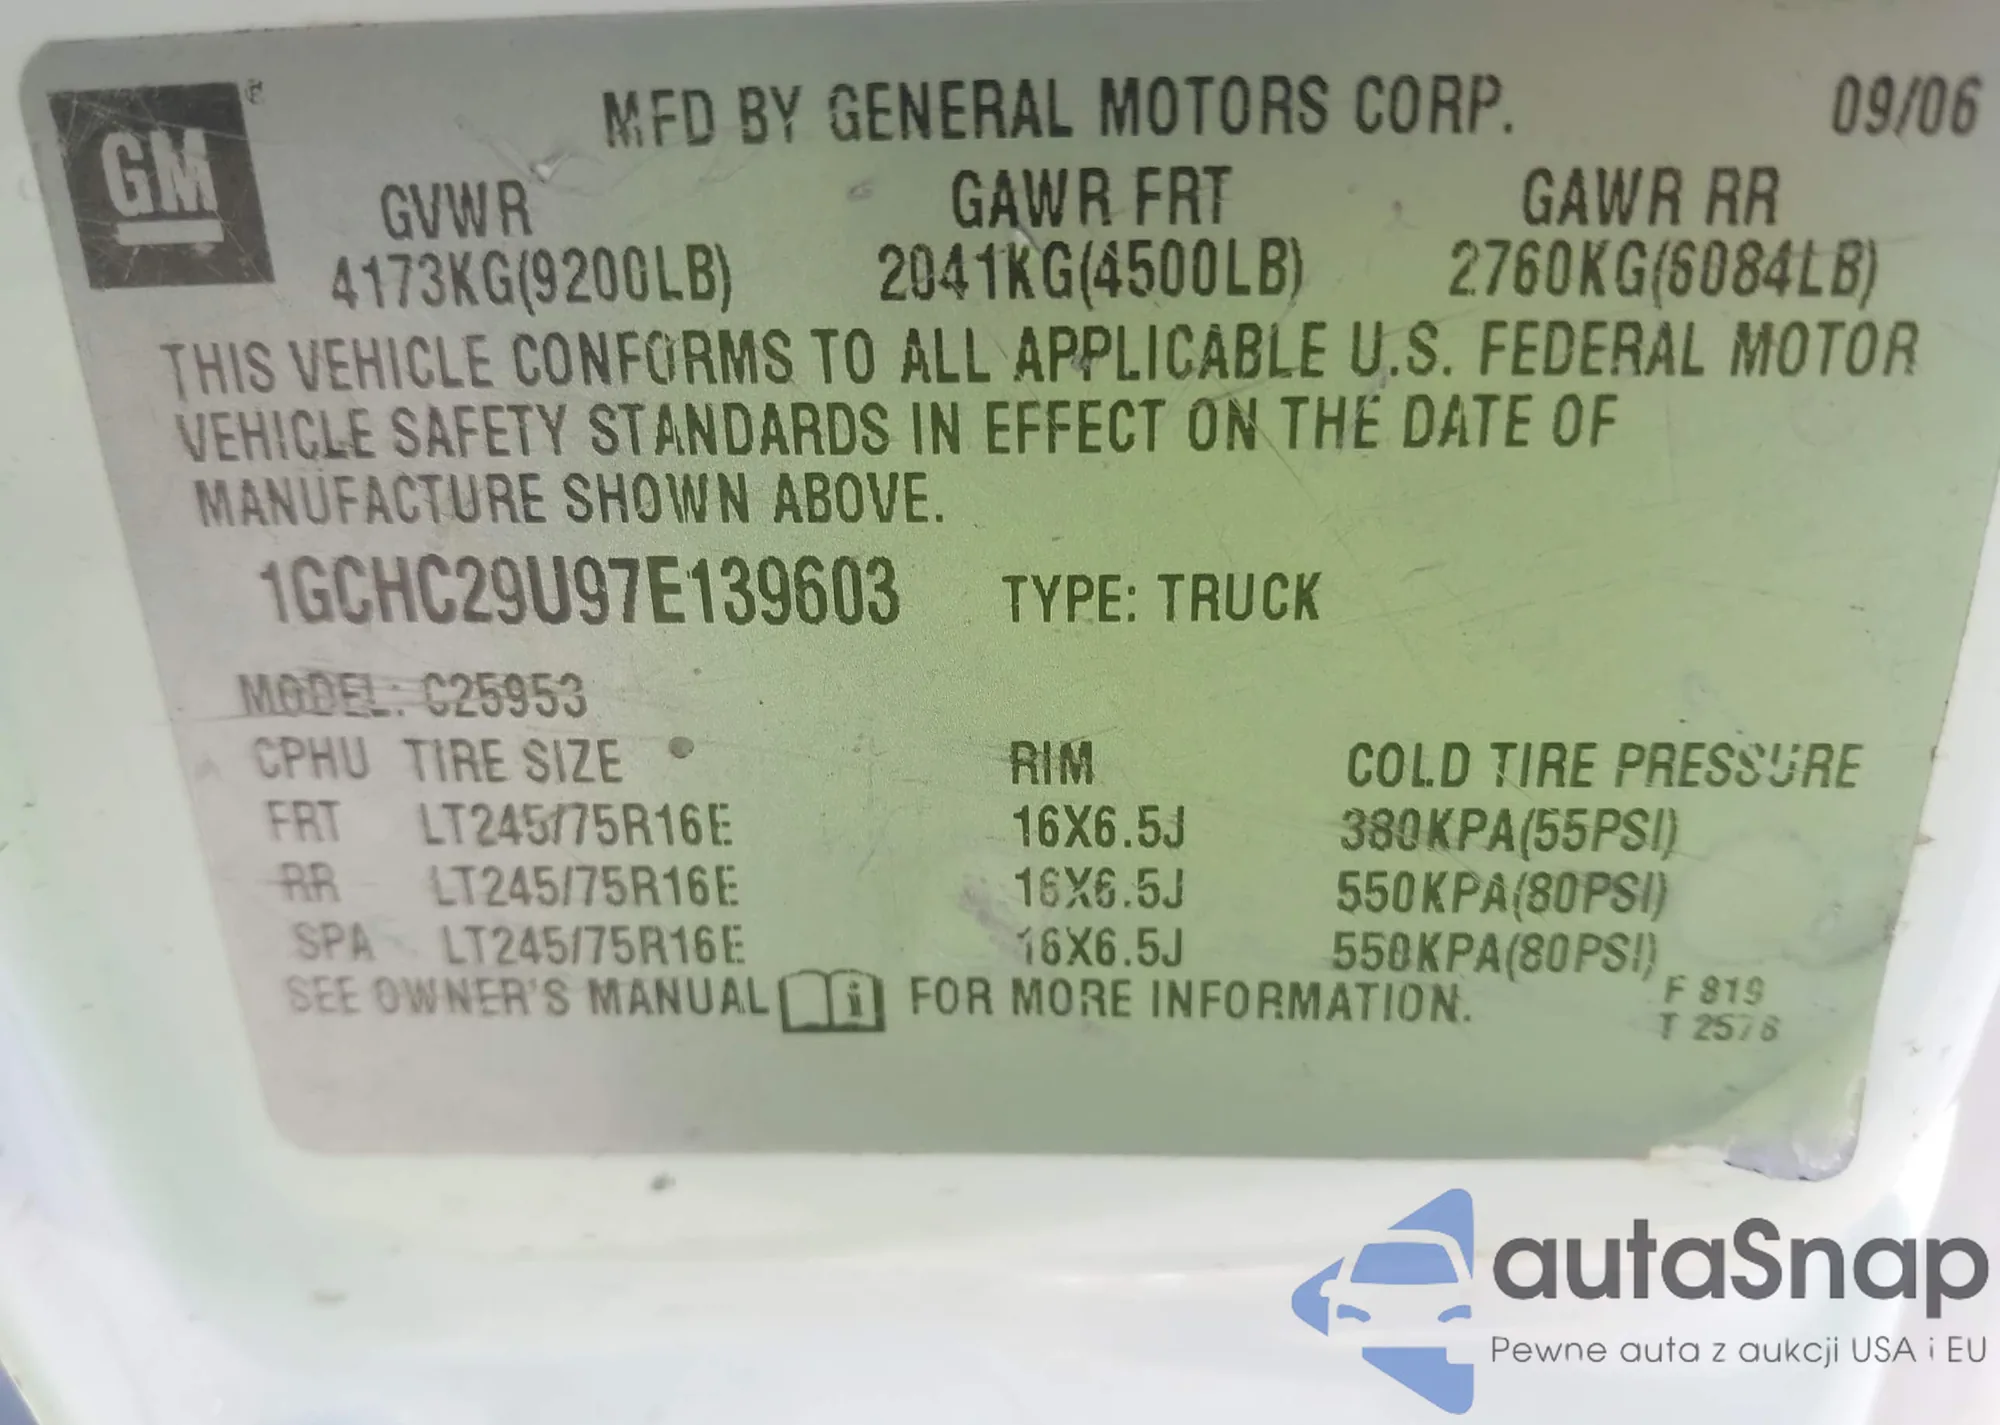 GM ®
MFD BY GENERAL MOTORS CORP. 09/06
GVWR GAWR FRT GAWR RR
4173KG(9200LB) 2041KG(4500LB) 2760KG(6084LB)
THIS VEHICLE CONFORMS TO ALL APPLICABLE U.S. FEDERAL MOTOR
VEHICLE SAFETY STANDARDS IN EFFECT ON THE DATE OF
MANUFACTURE SHOWN ABOVE.
1GCHC29U97E139603 TYPE: TRUCK
MODEL: C25953
CPHU TIRE SIZE RIM COLD TIRE PRESSURE
FRT LT245/75R16E 16X6.5J 380KPA(55PSI)
RR LT245/75R16E 16X6.5J 550KPA(80PSI)
SPA LT245/75R16E 16X6.5J 550KPA(80PSI)
SEE OWNER'S MANUAL i FOR MORE INFORMATION.
F 819
T 2576
autaSnap
Pewne auta z aukcji USA i EU